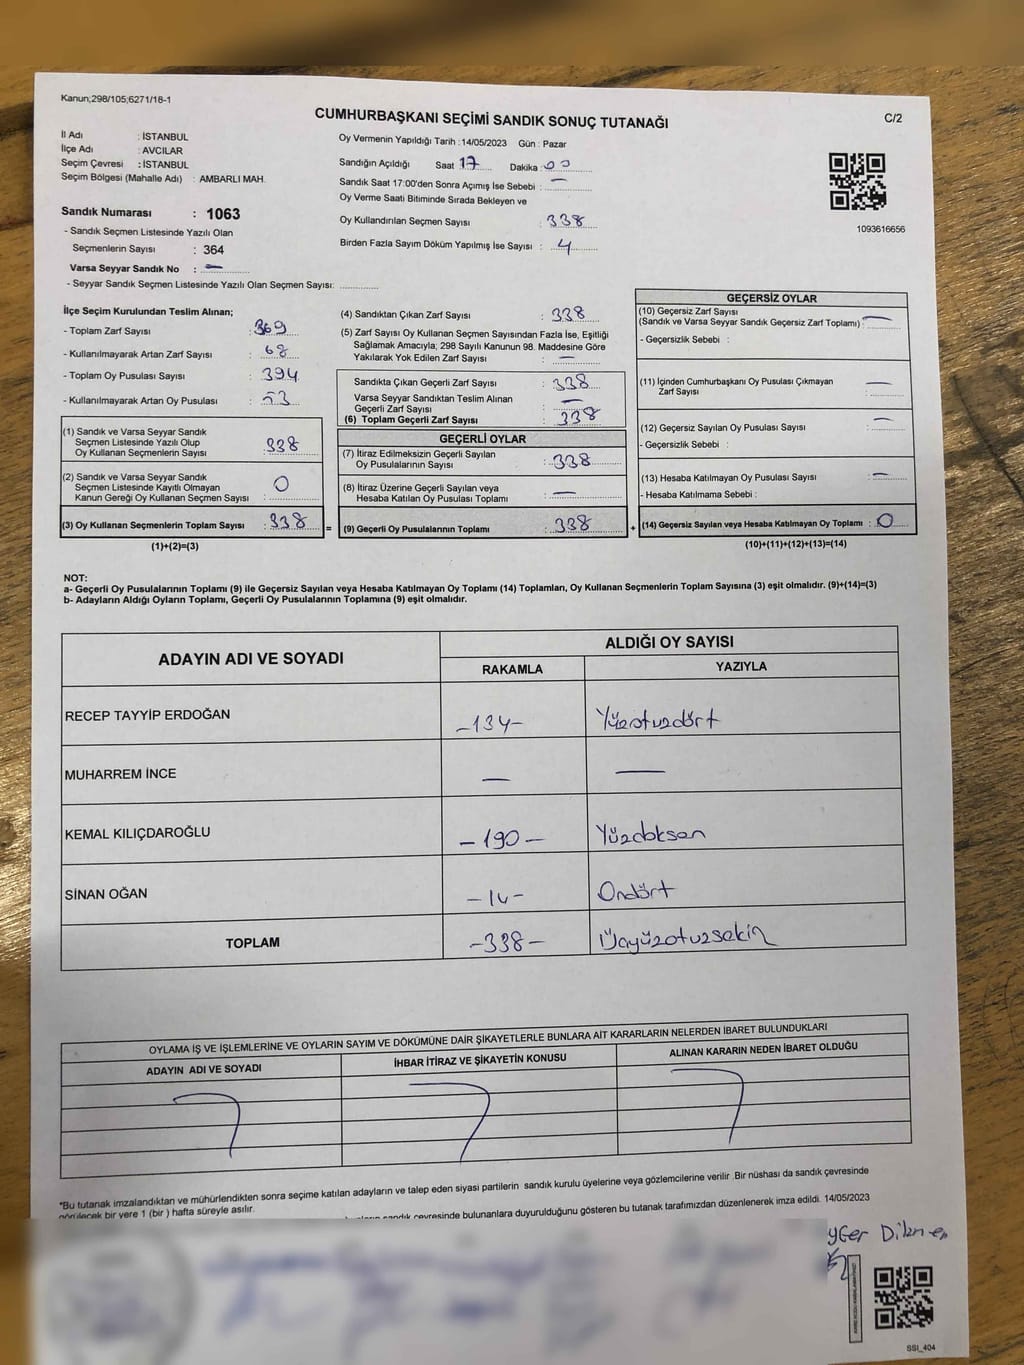 Kanun;298/105;6271/18-1
CUMHURBAŞKANI SEÇİMİ SANDIK SONUÇ TUTANAĞI
C/2
İl Adı : İSTANBUL
İlçe Adı : AVCILAR
Seçim Çevresi : İSTANBUL
Seçim Bölgesi (Mahalle Adı) : AMBARLI MAH.
Sandık Numarası : 1063
- Sandık Seçmen Listesinde Yazılı Olan
Seçmenlerin Sayısı : 364
Varsa Seyyar Sandık No : —
- Seyyar Sandık Seçmen Listesinde Yazılı Olan Seçmen Sayısı:
Oy Vermenin Yapıldığı Tarih : 14/05/2023 Gün : Pazar
Sandığın Açıldığı Saat 17 Dakika : 00
Sandık Saat 17:00'den Sonra Açımış İse Sebebi : —
Oy Verme Saati Bitiminde Sırada Bekleyen ve
Oy Kullandırılan Seçmen Sayısı : 338
Birden Fazla Sayım Döküm Yapılmış İse Sayısı : 4
1093616656
İlçe Seçim Kurulundan Teslim Alınan;
- Toplam Zarf Sayısı : 369
- Kullanılmayarak Artan Zarf Sayısı : 68
- Toplam Oy Pusulası Sayısı : 394
- Kullanılmayarak Artan Oy Pusulası :
(1) Sandık ve Varsa Seyyar Sandık
Seçmen Listesinde Yazılı Olup
Oy Kullanan Seçmenlerin Sayısı : 338
(2) Sandık ve Varsa Seyyar Sandık
Seçmen Listesinde Kayıtlı Olmayan
Kanun Gereği Oy Kullanan Seçmen Sayısı : 0
(3) Oy Kullanan Seçmenlerin Toplam Sayısı : 338 =
(1)+(2)=(3)
(4) Sandıktan Çıkan Zarf Sayısı : 338
(5) Zarf Sayısı Oy Kullanan Seçmen Sayısından Fazla İse, Eşitliği
Sağlamak Amacıyla; 298 Sayılı Kanunun 98. Maddesine Göre
Yakılarak Yok Edilen Zarf Sayısı : —
Sandıkta Çıkan Geçerli Zarf Sayısı : 338
Varsa Seyyar Sandıktan Teslim Alınan
Geçerli Zarf Sayısı : —
(6) Toplam Geçerli Zarf Sayısı : 338
GEÇERLİ OYLAR
(7) İtiraz Edilmeksizin Geçerli Sayılan
Oy Pusulalarının Sayısı : 338
(8) İtiraz Üzerine Geçerli Sayılan veya
Hesaba Katılan Oy Pusulası Toplamı : —
(9) Geçerli Oy Pusulalarının Toplamı : 338 +
GEÇERSİZ OYLAR
(10) Geçersiz Zarf Sayısı
(Sandık ve Varsa Seyyar Sandık Geçersiz Zarf Toplamı) : —
- Geçersizlik Sebebi :
(11) İçinden Cumhurbaşkanı Oy Pusulası Çıkmayan
Zarf Sayısı : —
(12) Geçersiz Sayılan Oy Pusulası Sayısı : —
- Geçersizlik Sebebi :
(13) Hesaba Katılmayan Oy Pusulası Sayısı : —
- Hesaba Katılmama Sebebi :
(14) Geçersiz Sayılan veya Hesaba Katılmayan Oy Toplamı : 0
(10)+(11)+(12)+(13)=(14)
NOT:
a- Geçerli Oy Pusulalarının Toplamı (9) ile Geçersiz Sayılan veya Hesaba Katılmayan Oy Toplamı (14) Toplamları, Oy Kullanan Seçmenlerin Toplam Sayısına (3) eşit olmalıdır. (9)+(14)=(3)
b- Adayların Aldığı Oyların Toplamı, Geçerli Oy Pusulalarının Toplamına (9) eşit olmalıdır.
ADAYIN ADI VE SOYADI
ALDIĞI OY SAYISI
RAKAMLA YAZIYLA
RECEP TAYYİP ERDOĞAN -134- Yüzotuzdört
MUHARREM İNCE — —
KEMAL KILIÇDAROĞLU -190- Yüzdoksan
SİNAN OĞAN -14- Ondört
TOPLAM -338- Üçyüzotuzsekiz
OYLAMA İŞ VE İŞLEMLERİNE VE OYLARIN SAYIM VE DÖKÜMÜNE DAİR ŞİKAYETLERLE BUNLARA AİT KARARLARIN NELERDEN İBARET BULUNDUKLARI
ADAYIN ADI VE SOYADI İHBAR İTİRAZ VE ŞİKAYETİN KONUSU ALINAN KARARIN NEDEN İBARET OLDUĞU
*Bu tutanak imzalandıktan ve mühürlendikten sonra seçime katılan adayların ve talep eden siyasi partilerin sandık kurulu üyelerine veya gözlemcilerine verilir .Bir nüshası da sandık çevresinde
görülecek bir yere 1 (bir ) hafta süreyle asılır.
sandık çevresinde bulunanlara duyurulduğunu gösteren bu tutanak tarafımızdan düzenlenerek imza edildi. 14/05/2023
Dikmen
SSI_404